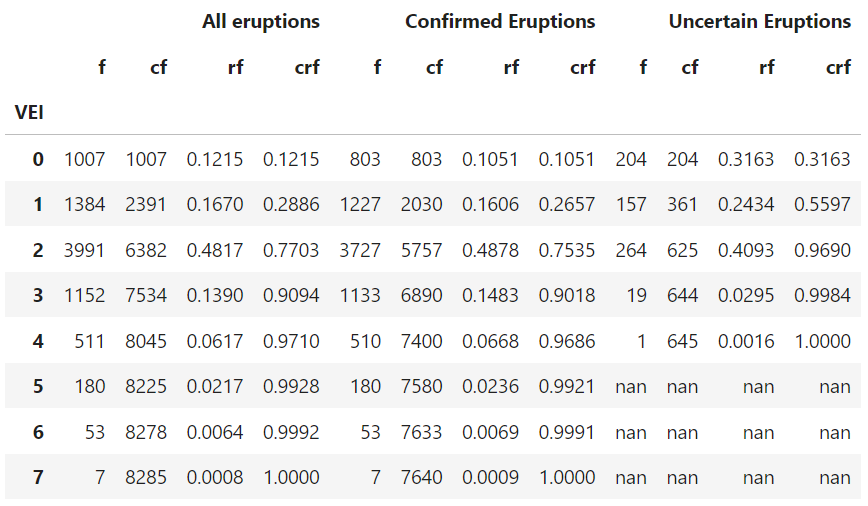 All eruptions Confirmed Eruptions Uncertain Eruptions
f cf rf crf f cf rf crf f cf rf crf
VEI
0 1007 1007 0.1215 0.1215 803 803 0.1051 0.1051 204 204 0.3163 0.3163
1 1384 2391 0.1670 0.2886 1227 2030 0.1606 0.2657 157 361 0.2434 0.5597
2 3991 6382 0.4817 0.7703 3727 5757 0.4878 0.7535 264 625 0.4093 0.9690
3 1152 7534 0.1390 0.9094 1133 6890 0.1483 0.9018 19 644 0.0295 0.9984
4 511 8045 0.0617 0.9710 510 7400 0.0668 0.9686 1 645 0.0016 1.0000
5 180 8225 0.0217 0.9928 180 7580 0.0236 0.9921 nan nan nan nan
6 53 8278 0.0064 0.9992 53 7633 0.0069 0.9991 nan nan nan nan
7 7 8285 0.0008 1.0000 7 7640 0.0009 1.0000 nan nan nan nan